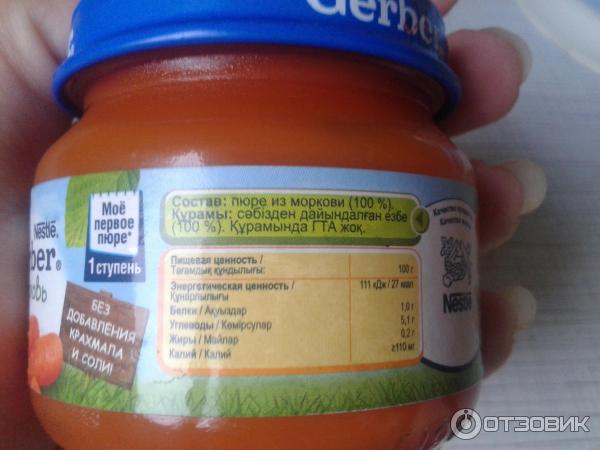 Gerber
Моё
первое
пюре*
1 ступень
Nestlé.
ber®
овь
БЕЗ
ДОБАВЛЕНИЯ
КРАХМАЛА
И СОЛИ!
Состав: пюре из моркови (100 %).
Құрамы: сәбізден дайындалған езбе
(100 %). Құрамында ГТА жоқ.
Пищевая ценность /
Тағамдық құндылығы: 100 г
Энергетическая ценность / 111 кДж / 27 ккал
Құнарлылығы
Белки / Ақуыздар 1,0 г
Углеводы / Көмірсулар 5,1 г
Жиры / Майлар 0,2 г
Калий / Калий ≥110 мг
Nestlé
ОТЗОВИК